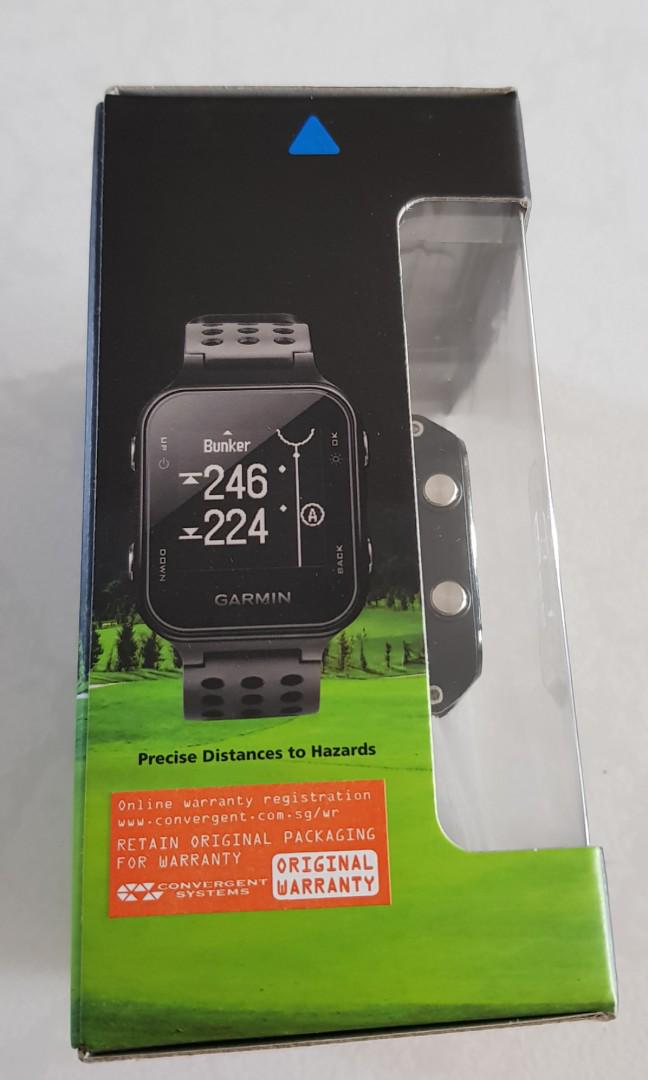 UP
OK
Bunker
246
224
A
DOWN
BACK
GARMIN
Precise Distances to Hazards
Online warranty registration
www.convergent.com.sg/wr
RETAIN ORIGINAL PACKAGING
FOR WARRANTY
CONVERGENT
SYSTEMS
ORIGINAL
WARRANTY